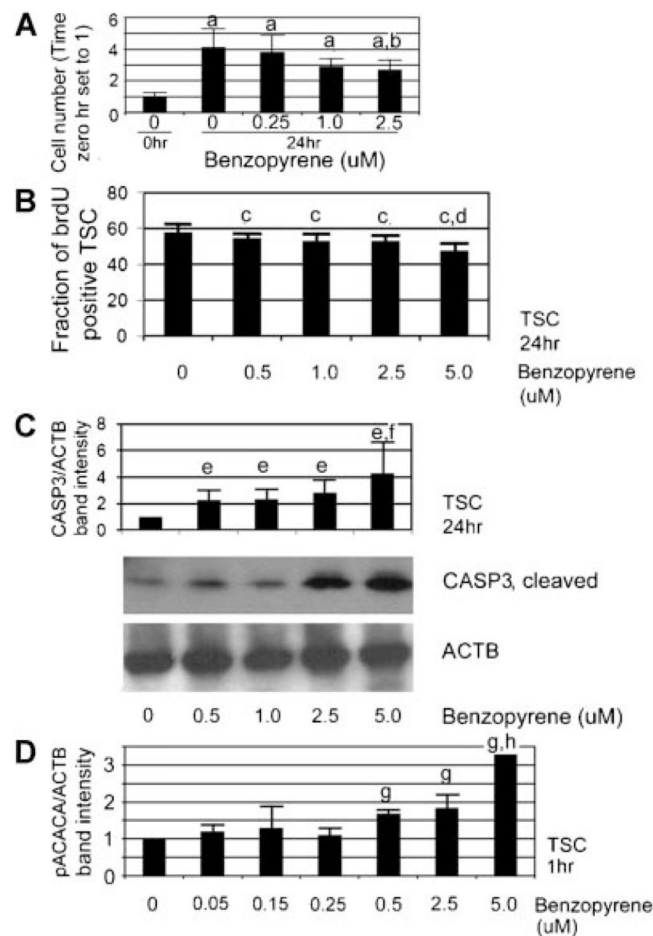 A
Cell number (Time
zero hr set to 1)
6
4
2
0
a
a
a
a,b
0
0
0.25
1.0
2.5
0hr
24hr
Benzopyrene (uM)
B
Fraction of brdU
positive TSC
80
60
40
20
0
c
c
c
c,d
TSC
24hr
0
0.5
1.0
2.5
5.0
Benzopyrene
(uM)
C
CASP3/ACTB
band intensity
8
6
4
2
0
e
e
e
e,f
TSC
24hr
CASP3, cleaved
ACTB
0
0.5
1.0
2.5
5.0
Benzopyrene (uM)
D
pACACA/ACTB
band intensity
3
2
1
0
g
g
g,h
TSC
1hr
0
0.05
0.15
0.25
0.5
2.5
5.0
Benzopyrene
(uM)